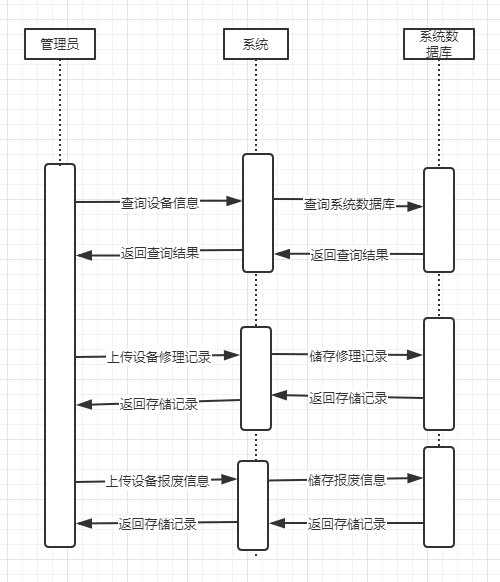 管理员
系统
系统数
据库
查询设备信息
查询系统数据库
返回查询结果
返回查询结果
上传设备修理记录
储存修理记录
返回存储记录
返回存储记录
上传设备报废信息
储存报废信息
返回存储记录
返回存储记录